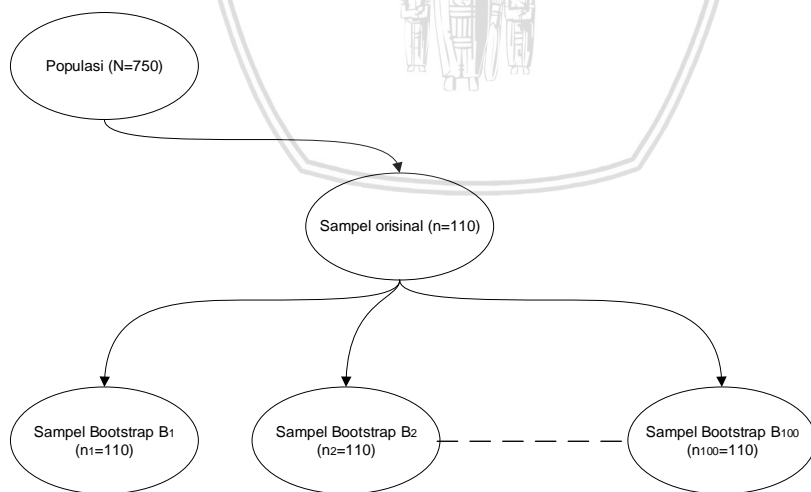 Populasi (N=750)
Sampel orisinal (n=110)
Sampel Bootstrap B1
(n1=110)
Sampel Bootstrap B2
(n2=110)
Sampel Bootstrap B100
(n100=110)